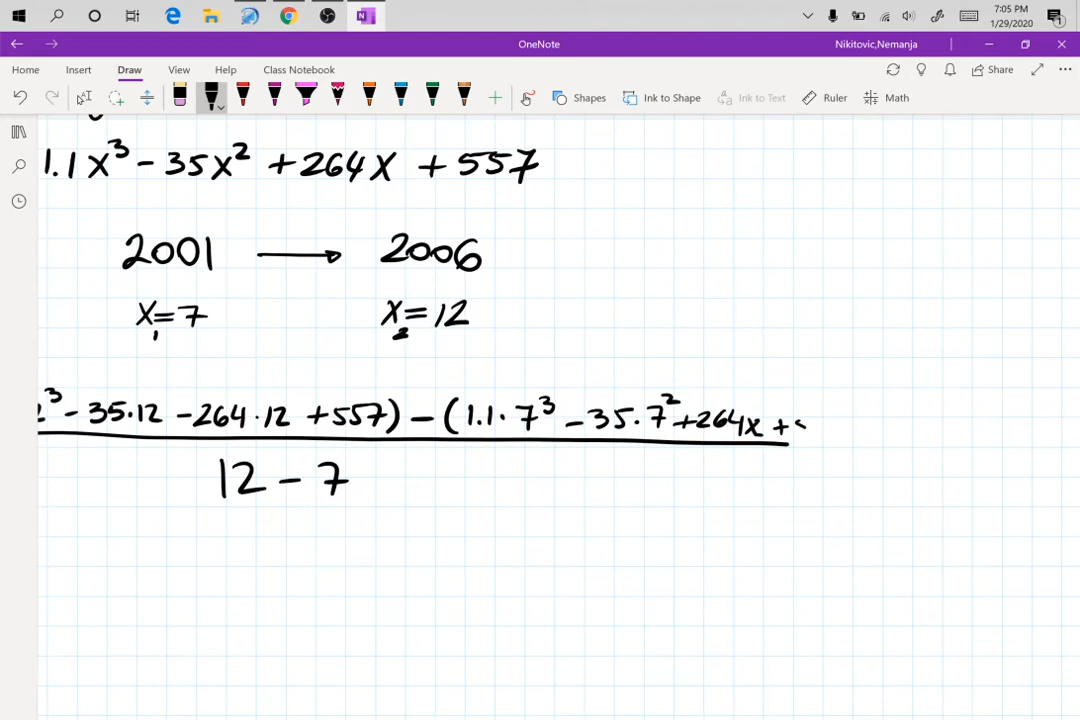 7:05 PM
1/29/2020
OneNote
Nikitovic,Nemanja
Home Insert Draw View Help Class Notebook Share
Shapes Ink to Shape Ink to Text Ruler Math
1.1x³ - 35x² + 264x + 557
2001 → 2006
x₁=7 x₂=12
³ - 35·12 - 264·12 + 557) - (1.1·7³ - 35·7² + 264x +
12 - 7